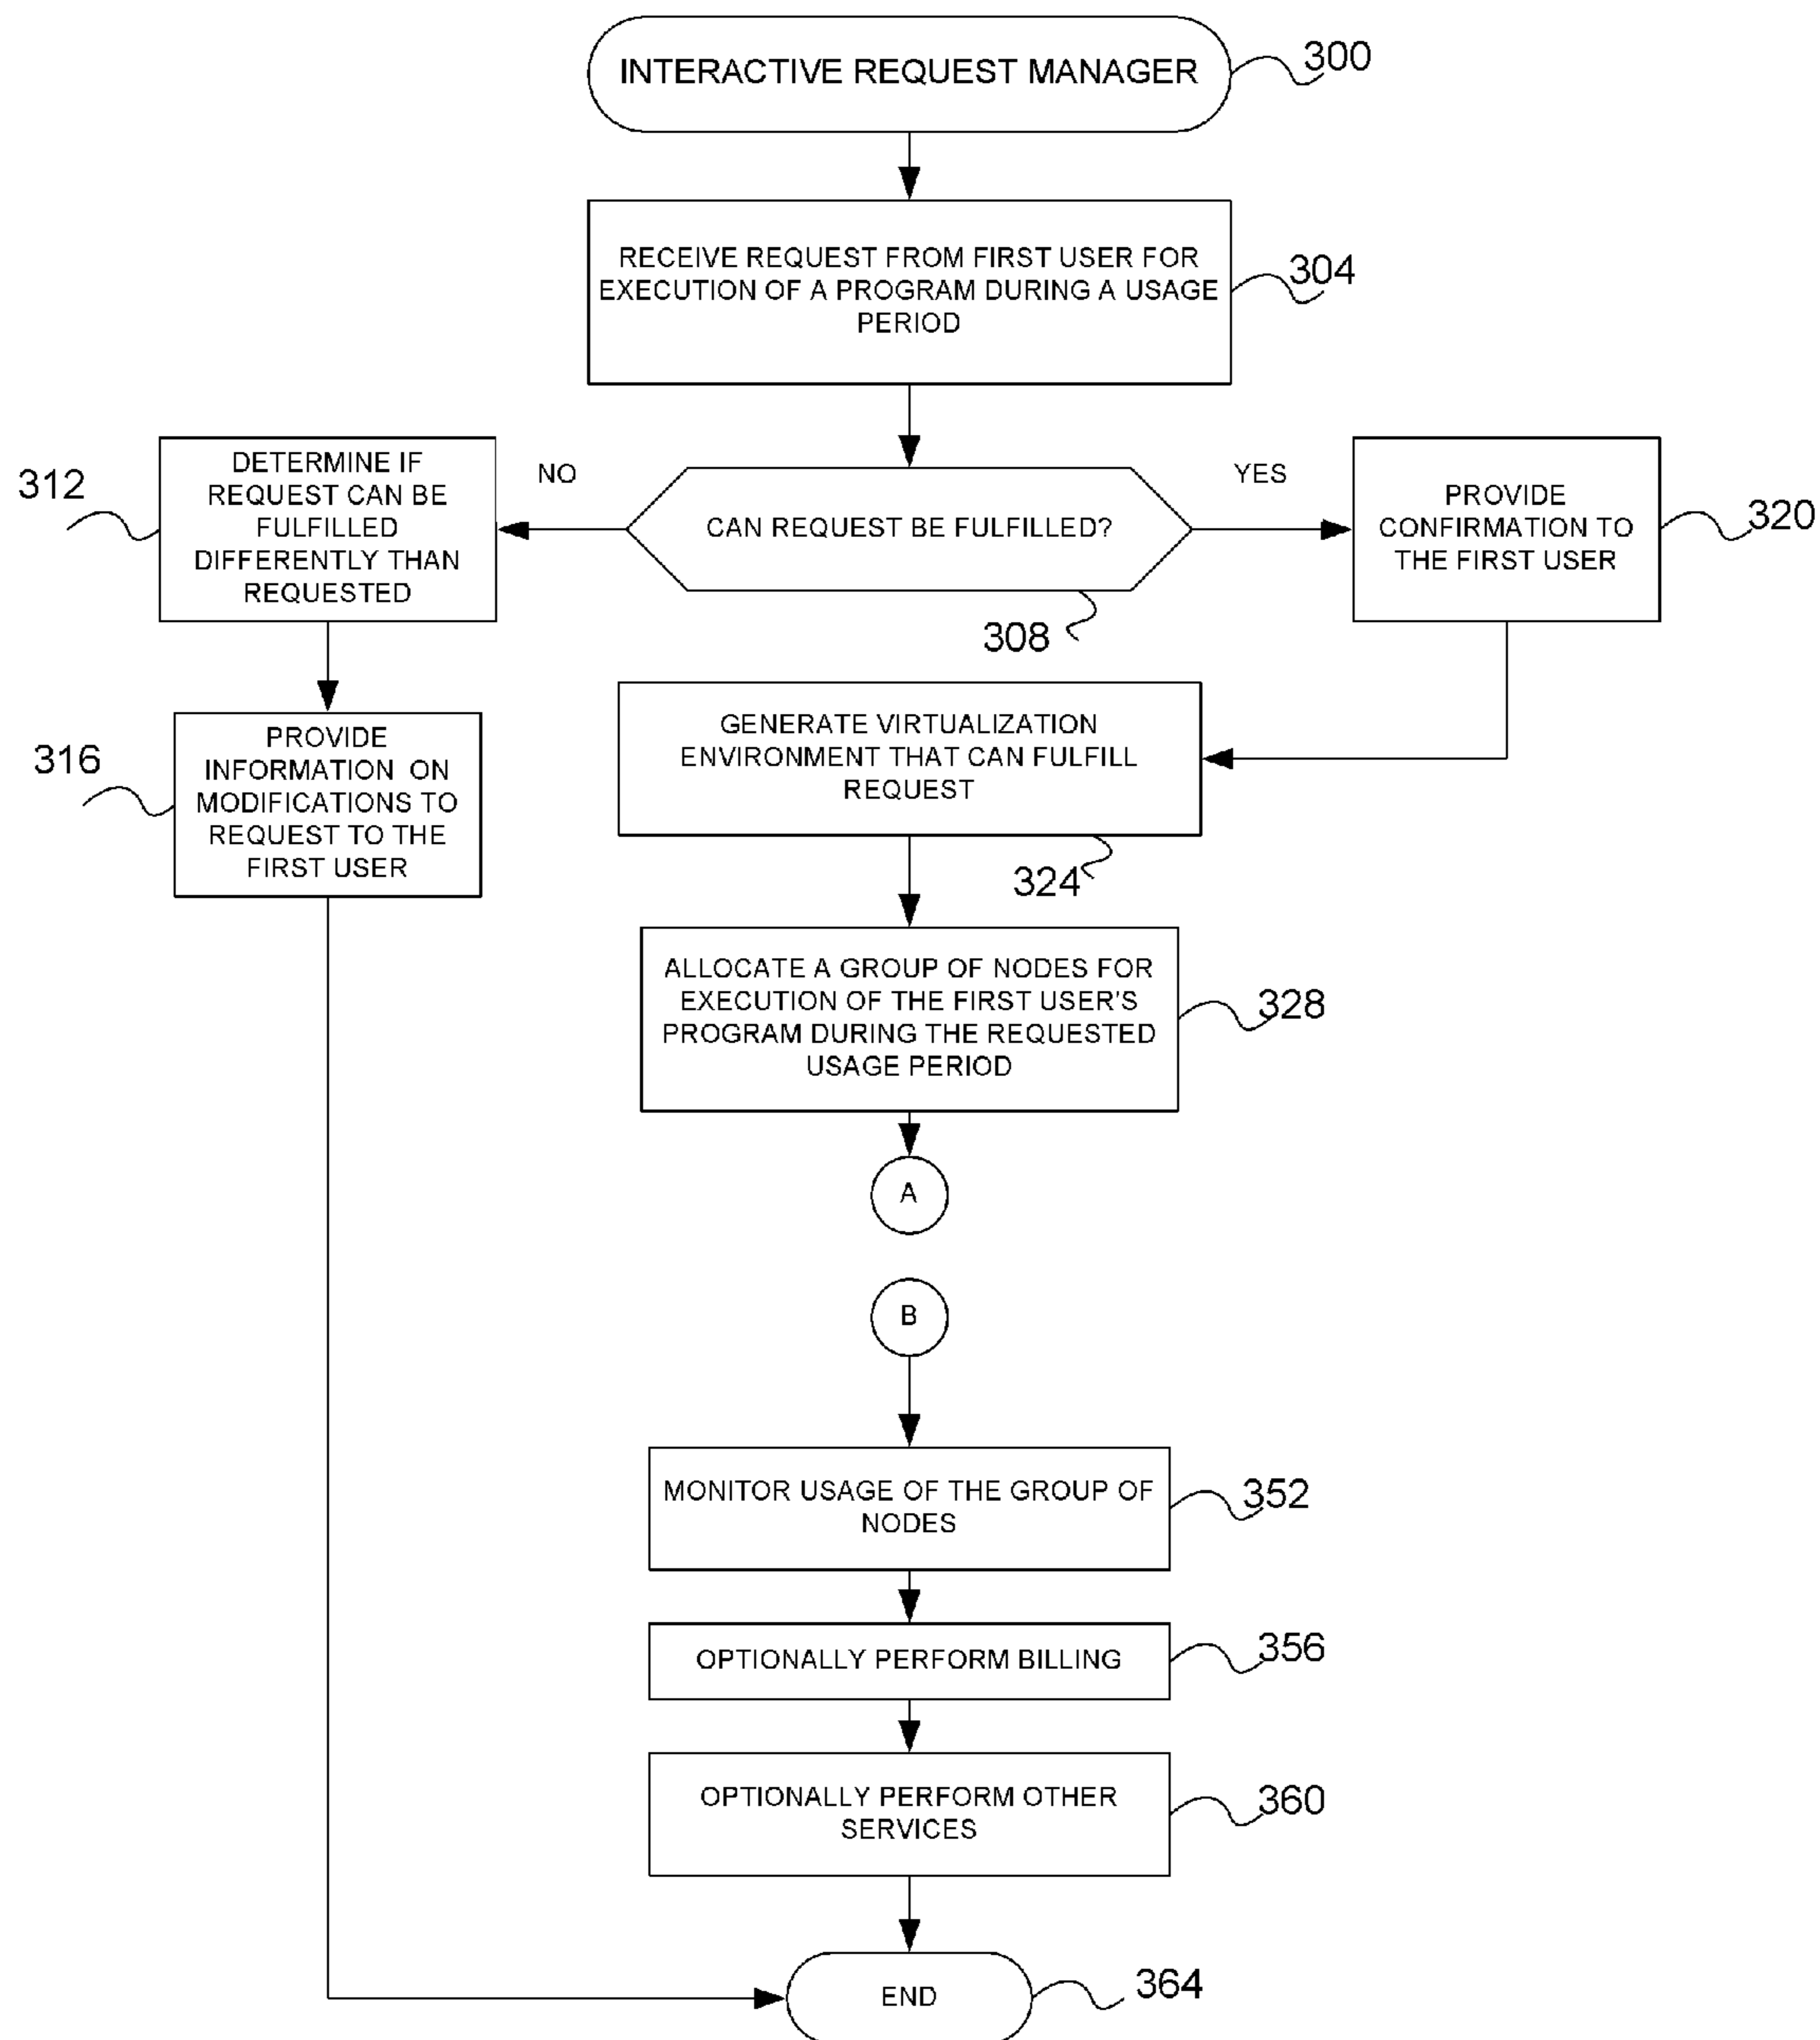 INTERACTIVE REQUEST MANAGER
300
RECEIVE REQUEST FROM FIRST USER FOR
EXECUTION OF A PROGRAM DURING A USAGE
PERIOD
304
DETERMINE IF
REQUEST CAN BE
FULFILLED
DIFFERENTLY THAN
REQUESTED
312
NO
CAN REQUEST BE FULFILLED?
308
YES
PROVIDE
CONFIRMATION TO
THE FIRST USER
320
PROVIDE
INFORMATION ON
MODIFICATIONS TO
REQUEST TO THE
FIRST USER
316
GENERATE VIRTUALIZATION
ENVIRONMENT THAT CAN FULFILL
REQUEST
324
ALLOCATE A GROUP OF NODES FOR
EXECUTION OF THE FIRST USER'S
PROGRAM DURING THE REQUESTED
USAGE PERIOD
328
A
B
MONITOR USAGE OF THE GROUP OF
NODES
352
OPTIONALLY PERFORM BILLING
356
OPTIONALLY PERFORM OTHER
SERVICES
360
END
364